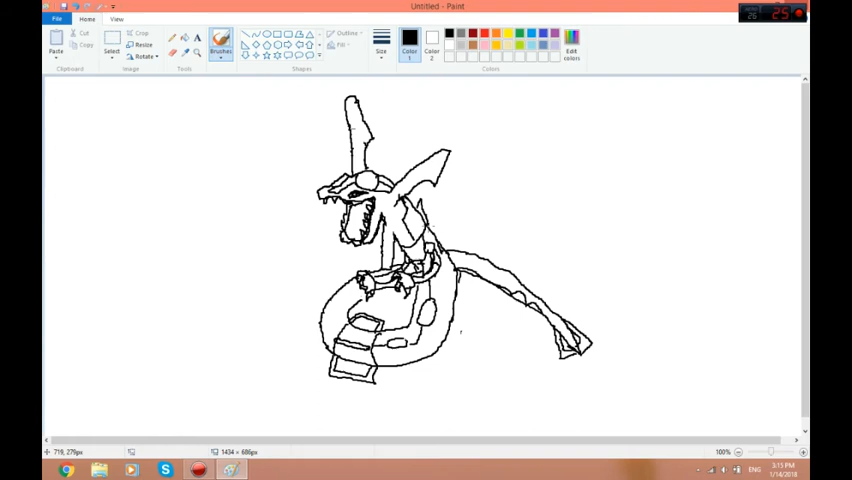 Untitled - Paint
File Home View
Cut
Copy
Paste
Clipboard
Select
Crop
Resize
Rotate
Image
A
Tools
Brushes
Outline
Fill
Shapes
Size
Color
1
Color
2
Edit
colors
Colors
25
719, 279px
1434 × 686px
100%
ENG
3:15 PM
1/14/2018